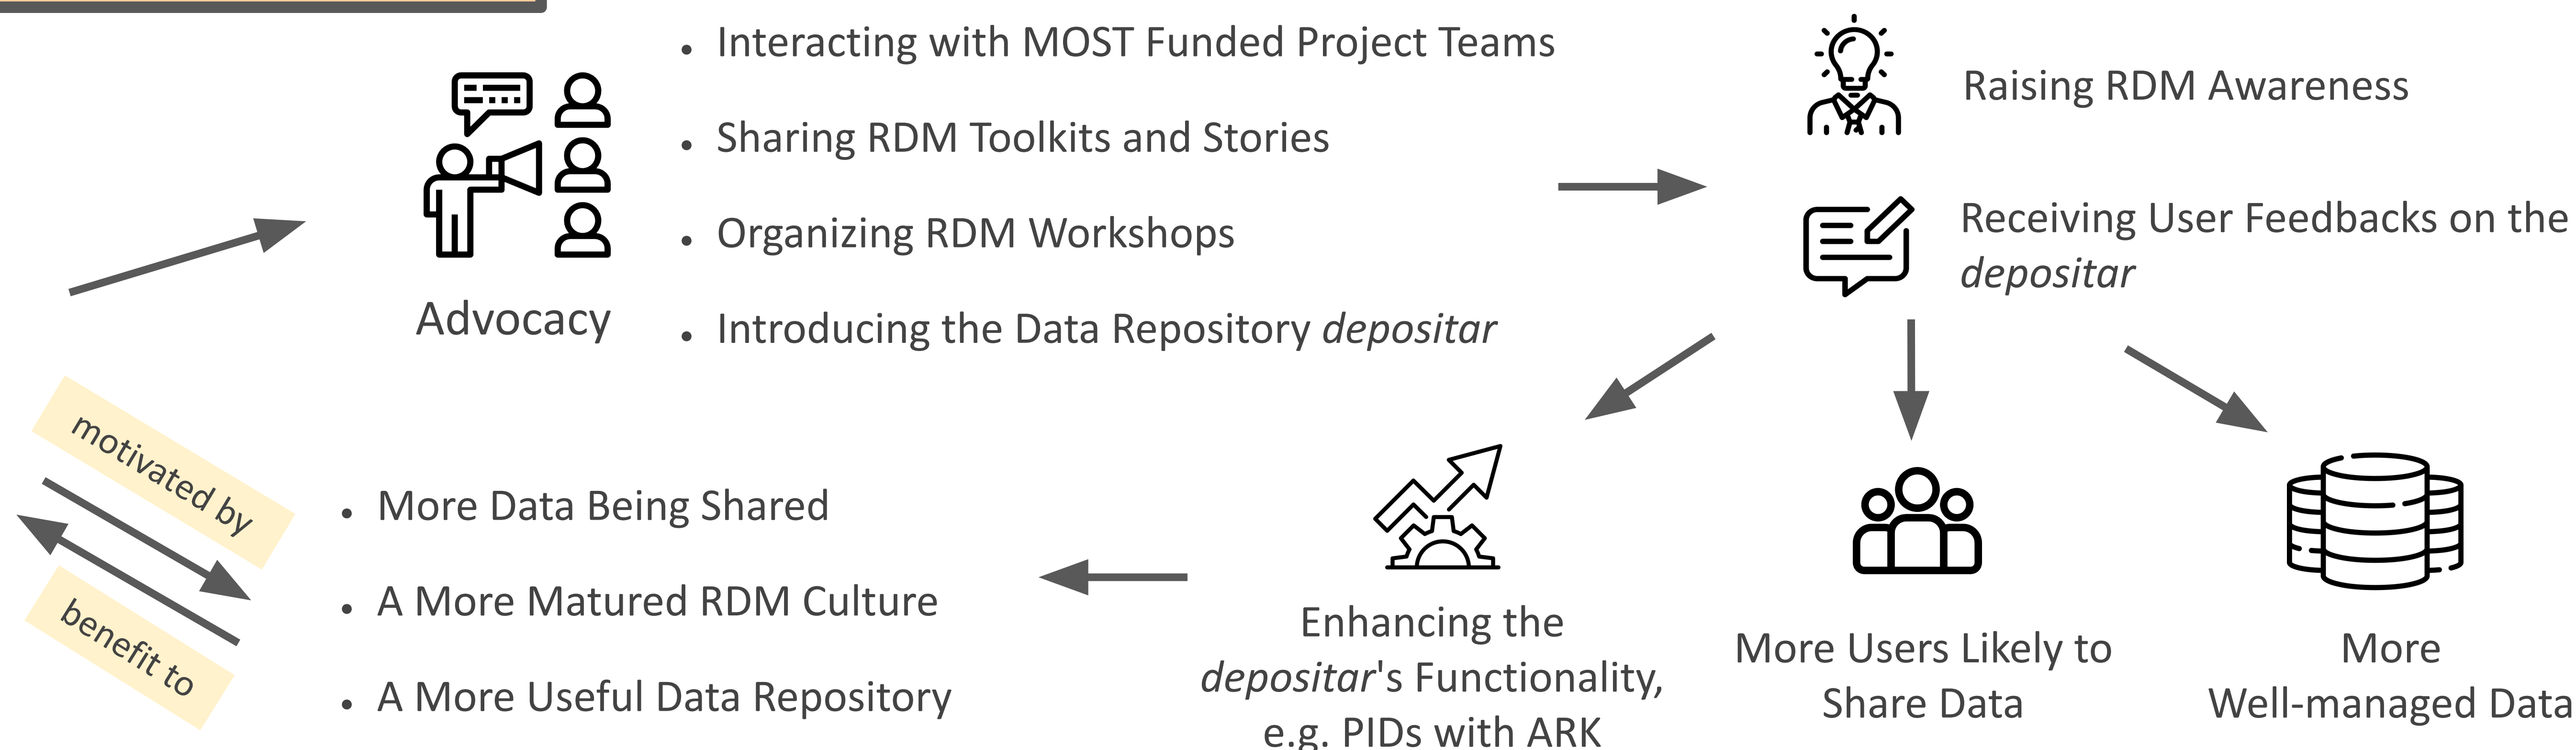 • Interacting with MOST Funded Project Teams
• Sharing RDM Toolkits and Stories
• Organizing RDM Workshops
• Introducing the Data Repository depositar
Advocacy
Raising RDM Awareness
Receiving User Feedbacks on the
depositar
motivated by
benefit to
• More Data Being Shared
• A More Matured RDM Culture
• A More Useful Data Repository
Enhancing the
depositar's Functionality,
e.g. PIDs with ARK
More Users Likely to
Share Data
More
Well-managed Data